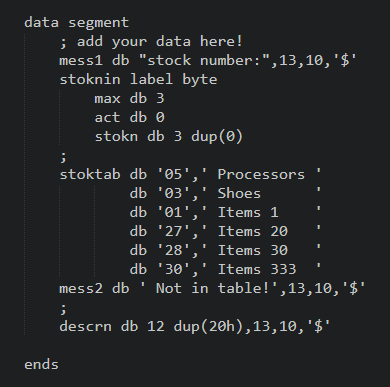 data segment
    ; add your data here!
    mess1 db "stock number:",13,10,'$'
    stoknin label byte
        max db 3
        act db 0
        stokn db 3 dup(0)
    ;
    stoktab db '05',' Processors '
            db '03',' Shoes      '
            db '01',' Items 1    '
            db '27',' Items 20   '
            db '28',' Items 30   '
            db '30',' Items 333  '
    mess2 db ' Not in table!',13,10,'$'
    ;
    descrn db 12 dup(20h),13,10,'$'

ends